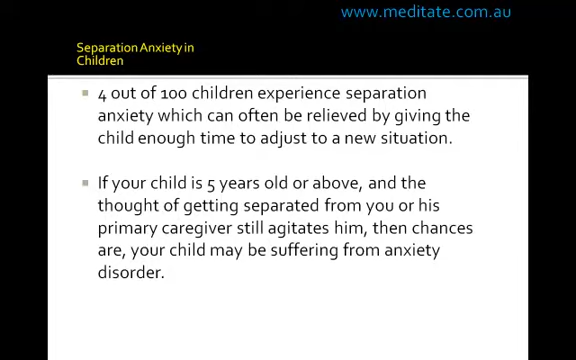 www.meditate.com.au
Separation Anxiety in
Children
4 out of 100 children experience separation
anxiety which can often be relieved by giving the
child enough time to adjust to a new situation.
If your child is 5 years old or above, and the
thought of getting separated from you or his
primary caregiver still agitates him, then chances
are, your child may be suffering from anxiety
disorder.